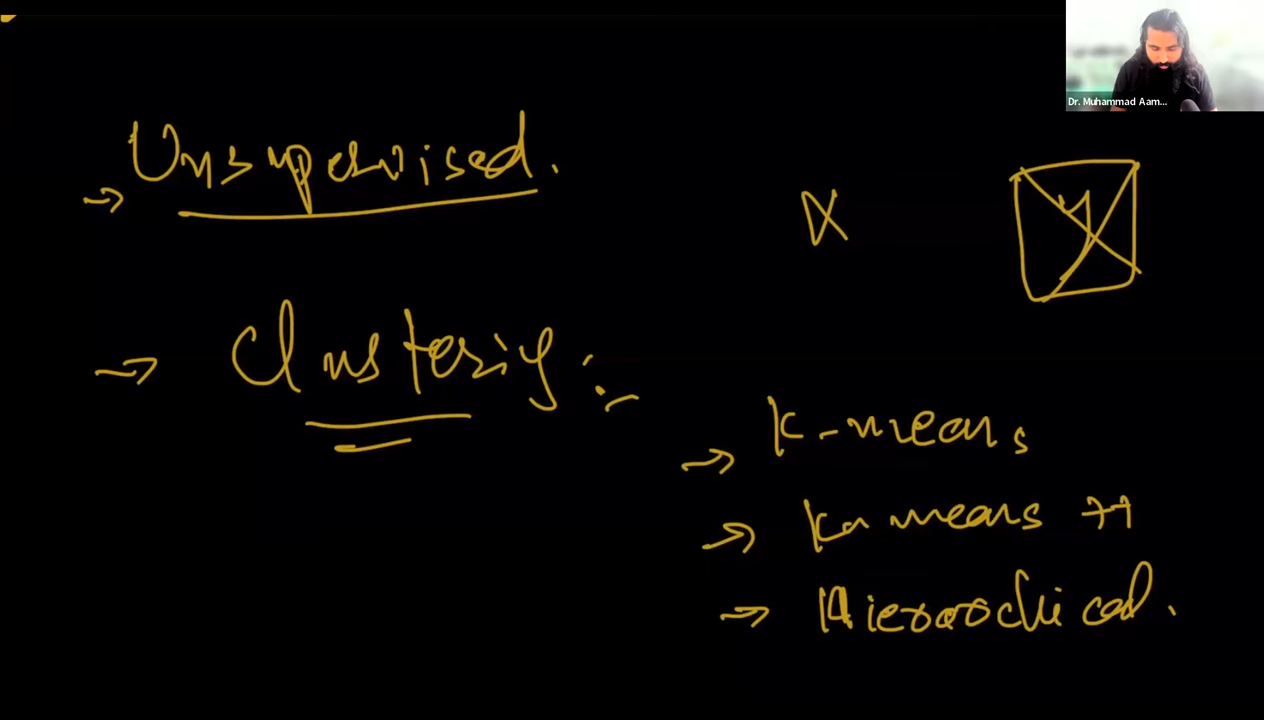 Dr. Muhammad Aam...
→ Unsupervised.
X y
→ Clustering :-
→ K-means
→ K-means ++
→ Hierarchical.